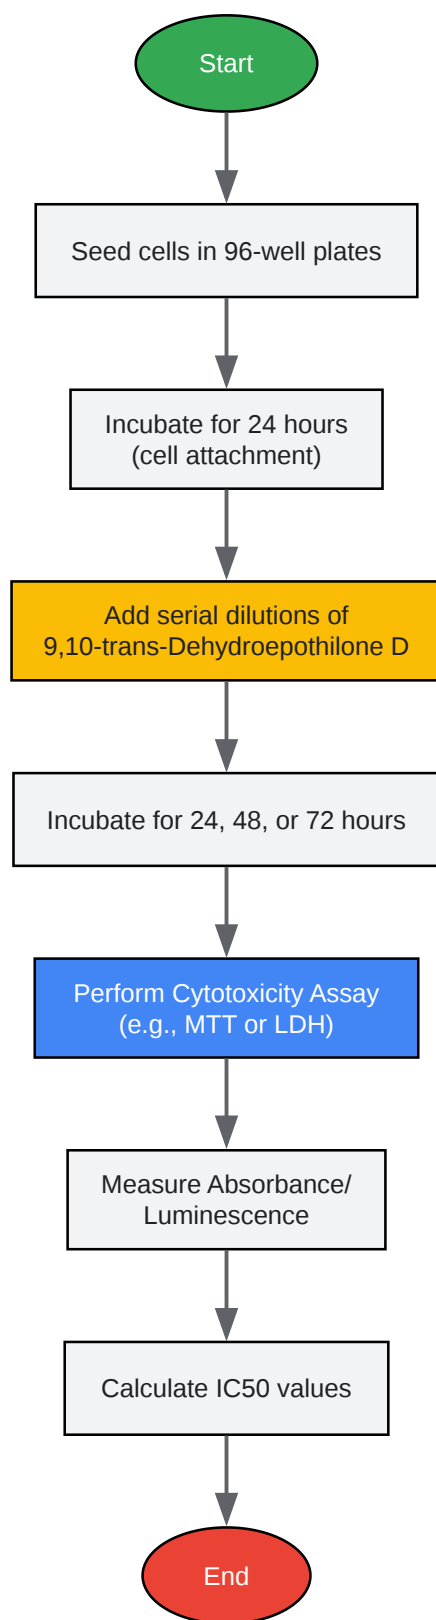 Start
Seed cells in 96-well plates
Incubate for 24 hours
(cell attachment)
Add serial dilutions of
9,10-trans-Dehydroepothilone D
Incubate for 24, 48, or 72 hours
Perform Cytotoxicity Assay
(e.g., MTT or LDH)
Measure Absorbance/
Luminescence
Calculate IC50 values
End